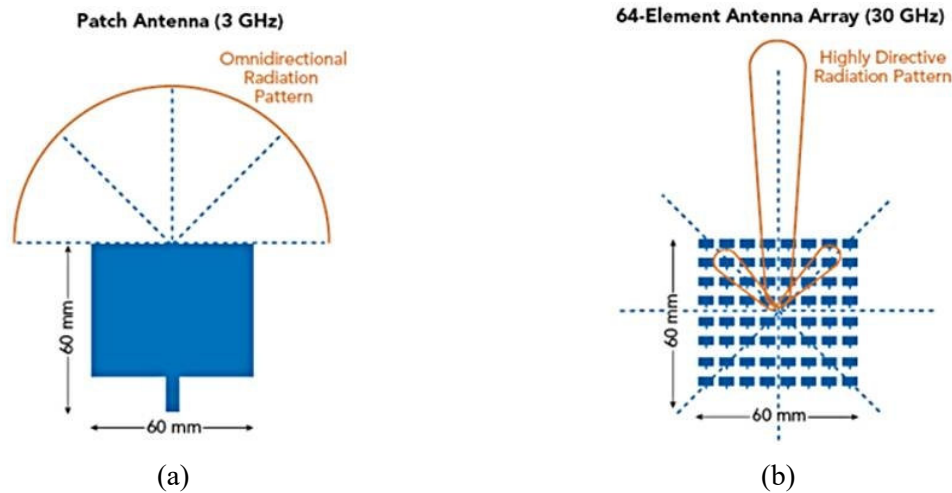 Patch Antenna (3 GHz)
Omnidirectional
Radiation
Pattern
60 mm
60 mm
(a)
64-Element Antenna Array (30 GHz)
Highly Directive
Radiation Pattern
60 mm
60 mm
(b)